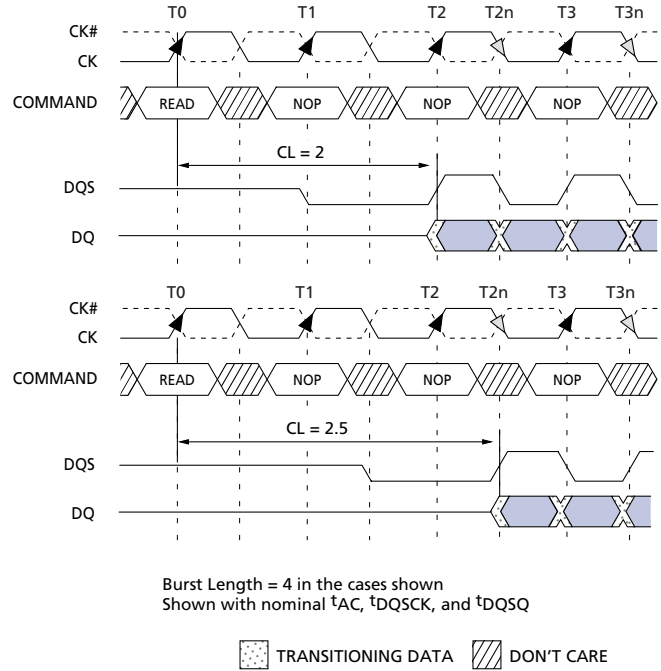 T0 T1 T2 T2n T3 T3n
CK#
CK
COMMAND READ NOP NOP NOP
CL = 2
DQS
DQ
T0 T1 T2 T2n T3 T3n
CK#
CK
COMMAND READ NOP NOP NOP
CL = 2.5
DQS
DQ
Burst Length = 4 in the cases shown
Shown with nominal tAC, tDQSCK, and tDQSQ
TRANSITIONING DATA DON'T CARE